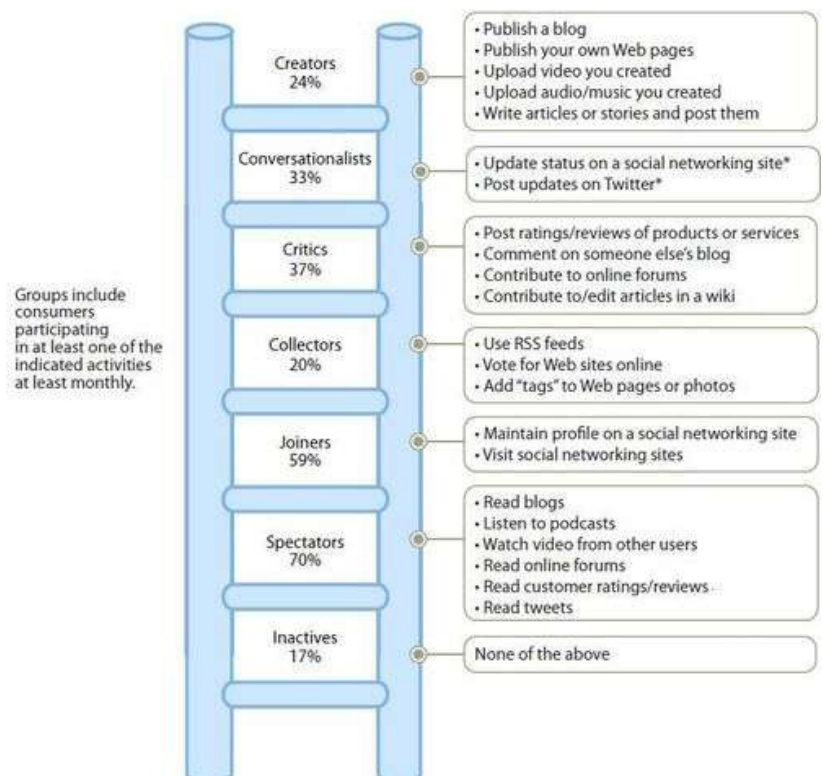 Creators
24%
• Publish a blog
• Publish your own Web pages
• Upload video you created
• Upload audio/music you created
• Write articles or stories and post them
Conversationalists
33%
• Update status on a social networking site*
• Post updates on Twitter*
Critics
37%
• Post ratings/reviews of products or services
• Comment on someone else's blog
• Contribute to online forums
• Contribute to/edit articles in a wiki
Groups include
consumers
participating
in at least one of the
indicated activities
at least monthly.
Collectors
20%
• Use RSS feeds
• Vote for Web sites online
• Add "tags" to Web pages or photos
Joiners
59%
• Maintain profile on a social networking site
• Visit social networking sites
Spectators
70%
• Read blogs
• Listen to podcasts
• Watch video from other users
• Read online forums
• Read customer ratings/reviews
• Read tweets
Inactives
17%
None of the above